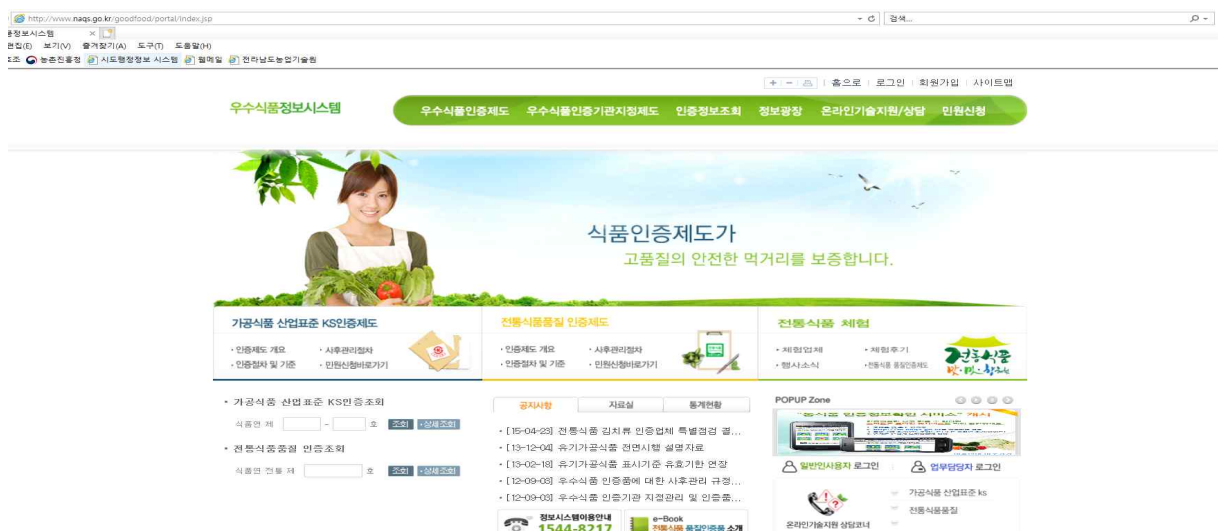 http://www.naqs.go.kr/goodfood/portal/index.jsp
검색...
정보시스템
편집(E) 보기(V) 즐겨찾기(A) 도구(T) 도움말(H)
농촌진흥청 시도행정정보 시스템 웹메일 전라남도농업기술원
홈으로 로그인 회원가입 사이트맵
우수식품정보시스템
우수식품인증제도 우수식품인증기관지정제도 인증정보조회 정보광장 온라인기술지원/상담 민원신청
식품인증제도가
고품질의 안전한 먹거리를 보증합니다.
가공식품 산업표준 KS인증제도
· 인증제도 개요 · 사후관리절차
· 인증절차 및 기준 · 민원신청바로가기
전통식품품질 인증제도
· 인증제도 개요 · 사후관리절차
· 인증절차 및 기준 · 민원신청바로가기
전통식품 체험
· 체험업체 · 체험후기
· 행사소식 · 전통식품 품질인증제도
전통식품
· 가공식품 산업표준 KS인증조회
식품연 제 - 호 조회 ·상세조회
· 전통식품품질 인증조회
식품연 전통 제 호 조회 ·상세조회
공지사항 자료실 통계현황
· [15-04-23] 전통식품 김치류 인증업체 특별점검 결...
· [13-12-04] 유기가공식품 전면시행 설명자료
· [13-02-18] 유기가공식품 표시기준 유효기한 연장
· [12-09-03] 우수식품 인증품에 대한 사후관리 규정...
· [12-09-03] 우수식품 인증기관 지정관리 및 인증품...
정보시스템이용안내
1544-8217
e-Book
전통식품 품질인증품 소개
POPUP Zone
일반인사용자 로그인 업무담당자 로그인
가공식품 산업표준 ks
전통식품품질
온라인기술지원 상담코너